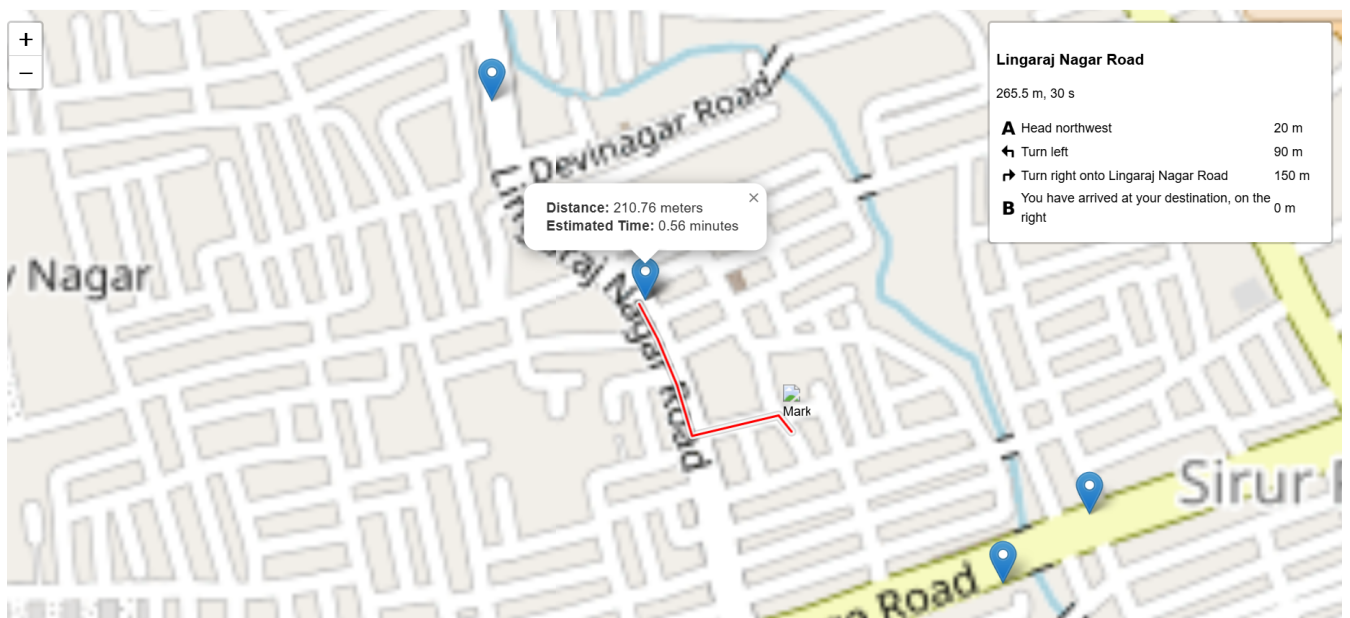 +
−
Devinagar Road
Nagar
Distance: 210.76 meters
Estimated Time: 0.56 minutes
×
Nagar Road
Mark
Sirur
Road
Lingaraj Nagar Road
265.5 m, 30 s
A Head northwest 20 m
Turn left 90 m
Turn right onto Lingaraj Nagar Road 150 m
B You have arrived at your destination, on the 0 m
right